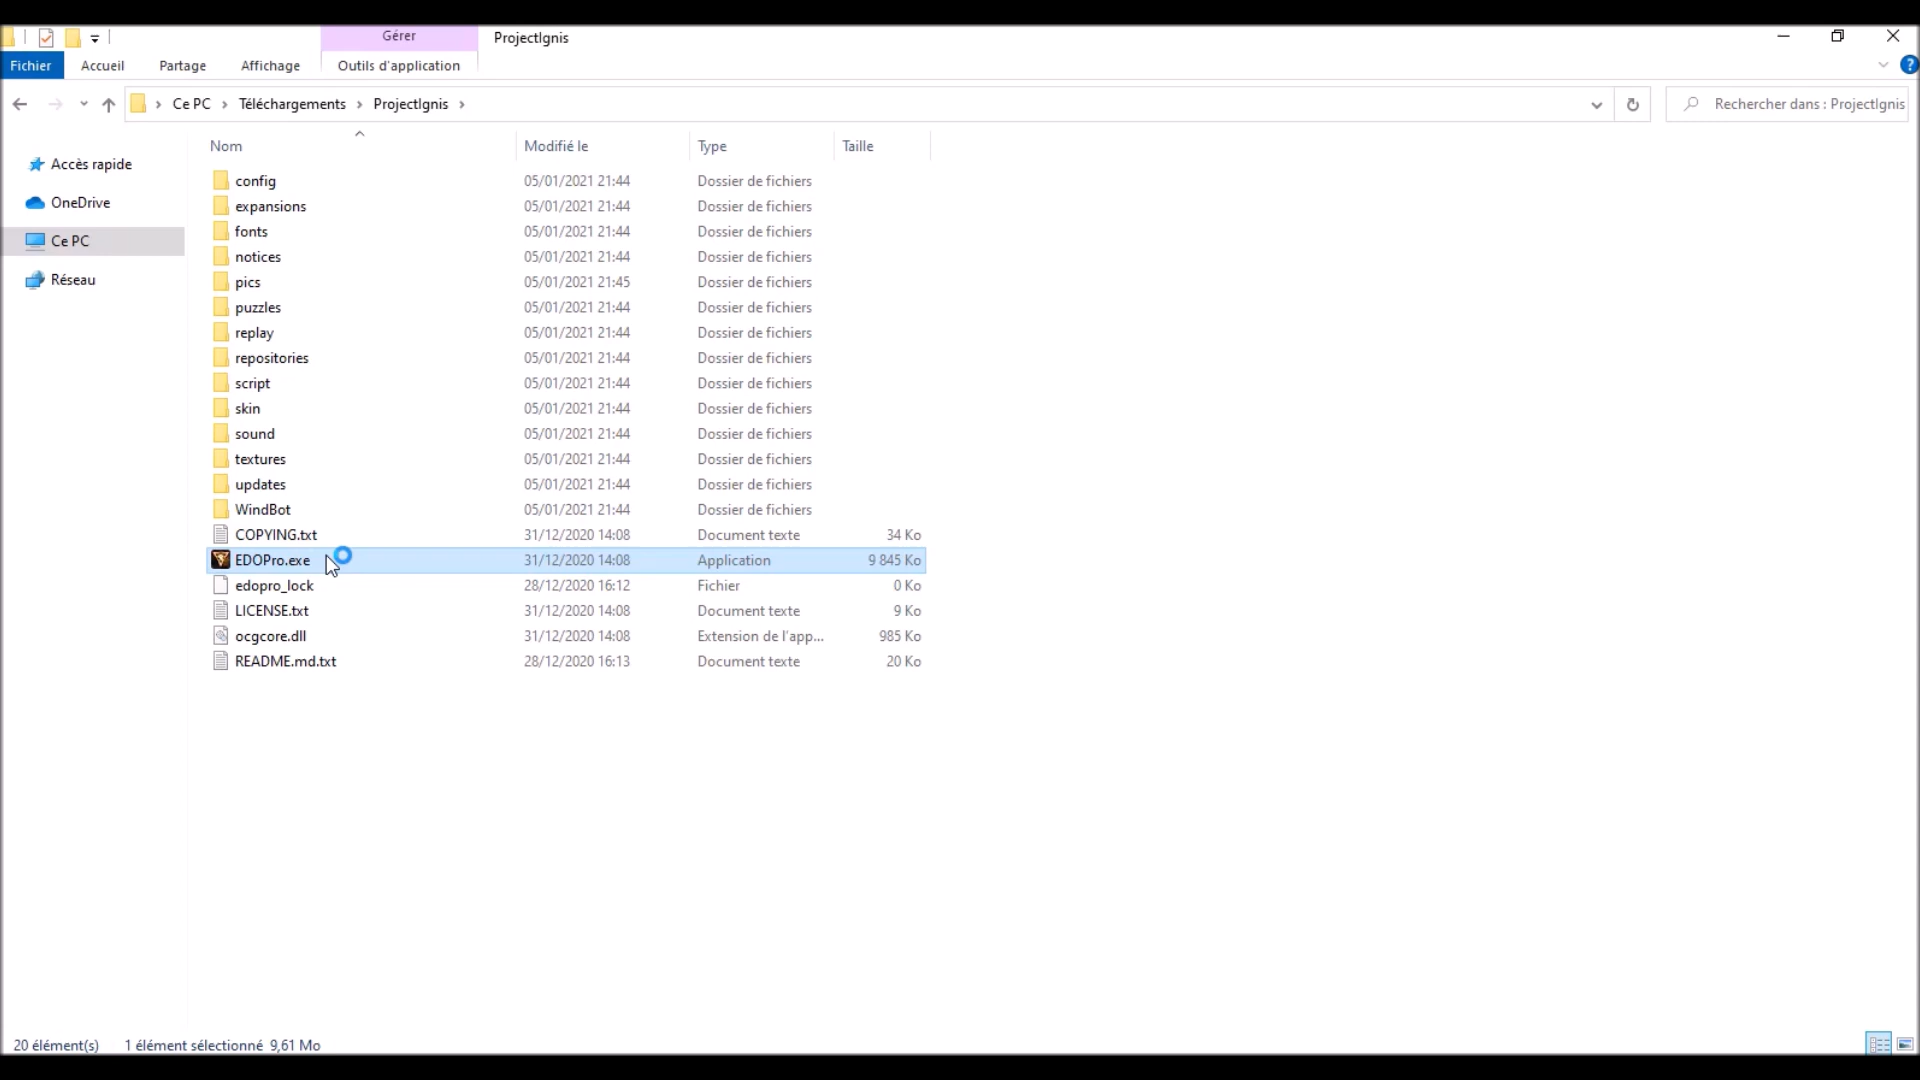 Gérer
ProjectIgnis
Fichier
Accueil
Partage
Affichage
Outils d'application
?
Ce PC
Téléchargements
ProjectIgnis
Rechercher dans : ProjectIgnis
Nom
Modifié le
Type
Taille
Accès rapide
OneDrive
Ce PC
Réseau
config 05/01/2021 21:44 Dossier de fichiers
expansions 05/01/2021 21:44 Dossier de fichiers
fonts 05/01/2021 21:44 Dossier de fichiers
notices 05/01/2021 21:44 Dossier de fichiers
pics 05/01/2021 21:45 Dossier de fichiers
puzzles 05/01/2021 21:44 Dossier de fichiers
replay 05/01/2021 21:44 Dossier de fichiers
repositories 05/01/2021 21:44 Dossier de fichiers
script 05/01/2021 21:44 Dossier de fichiers
skin 05/01/2021 21:44 Dossier de fichiers
sound 05/01/2021 21:44 Dossier de fichiers
textures 05/01/2021 21:44 Dossier de fichiers
updates 05/01/2021 21:44 Dossier de fichiers
WindBot 05/01/2021 21:44 Dossier de fichiers
COPYING.txt 31/12/2020 14:08 Document texte 34 Ko
EDOPro.exe 31/12/2020 14:08 Application 9 845 Ko
edopro_lock 28/12/2020 16:12 Fichier 0 Ko
LICENSE.txt 31/12/2020 14:08 Document texte 9 Ko
ocgcore.dll 31/12/2020 14:08 Extension de l'app... 985 Ko
README.md.txt 28/12/2020 16:13 Document texte 20 Ko
20 élément(s)
1 élément sélectionné 9,61 Mo